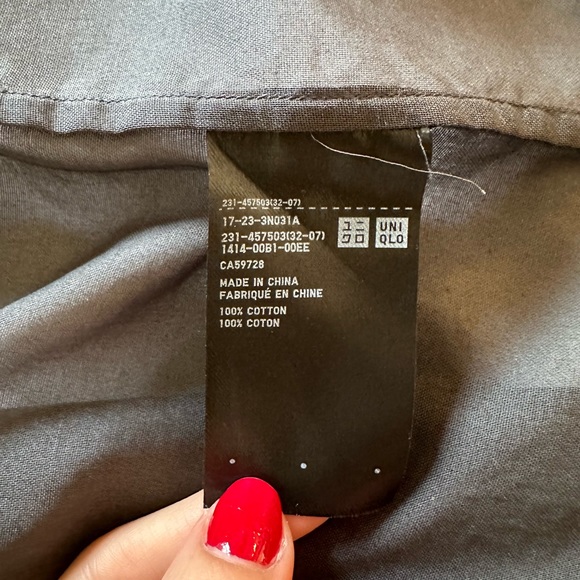 231-457503(32-07)
17-23-3N031A
231-457503(32-07)
1414-00B1-00EE
CA59728
MADE IN CHINA
FABRIQUÉ EN CHINE
100% COTTON
100% COTON
ユニ
クロ
UNI
QLO